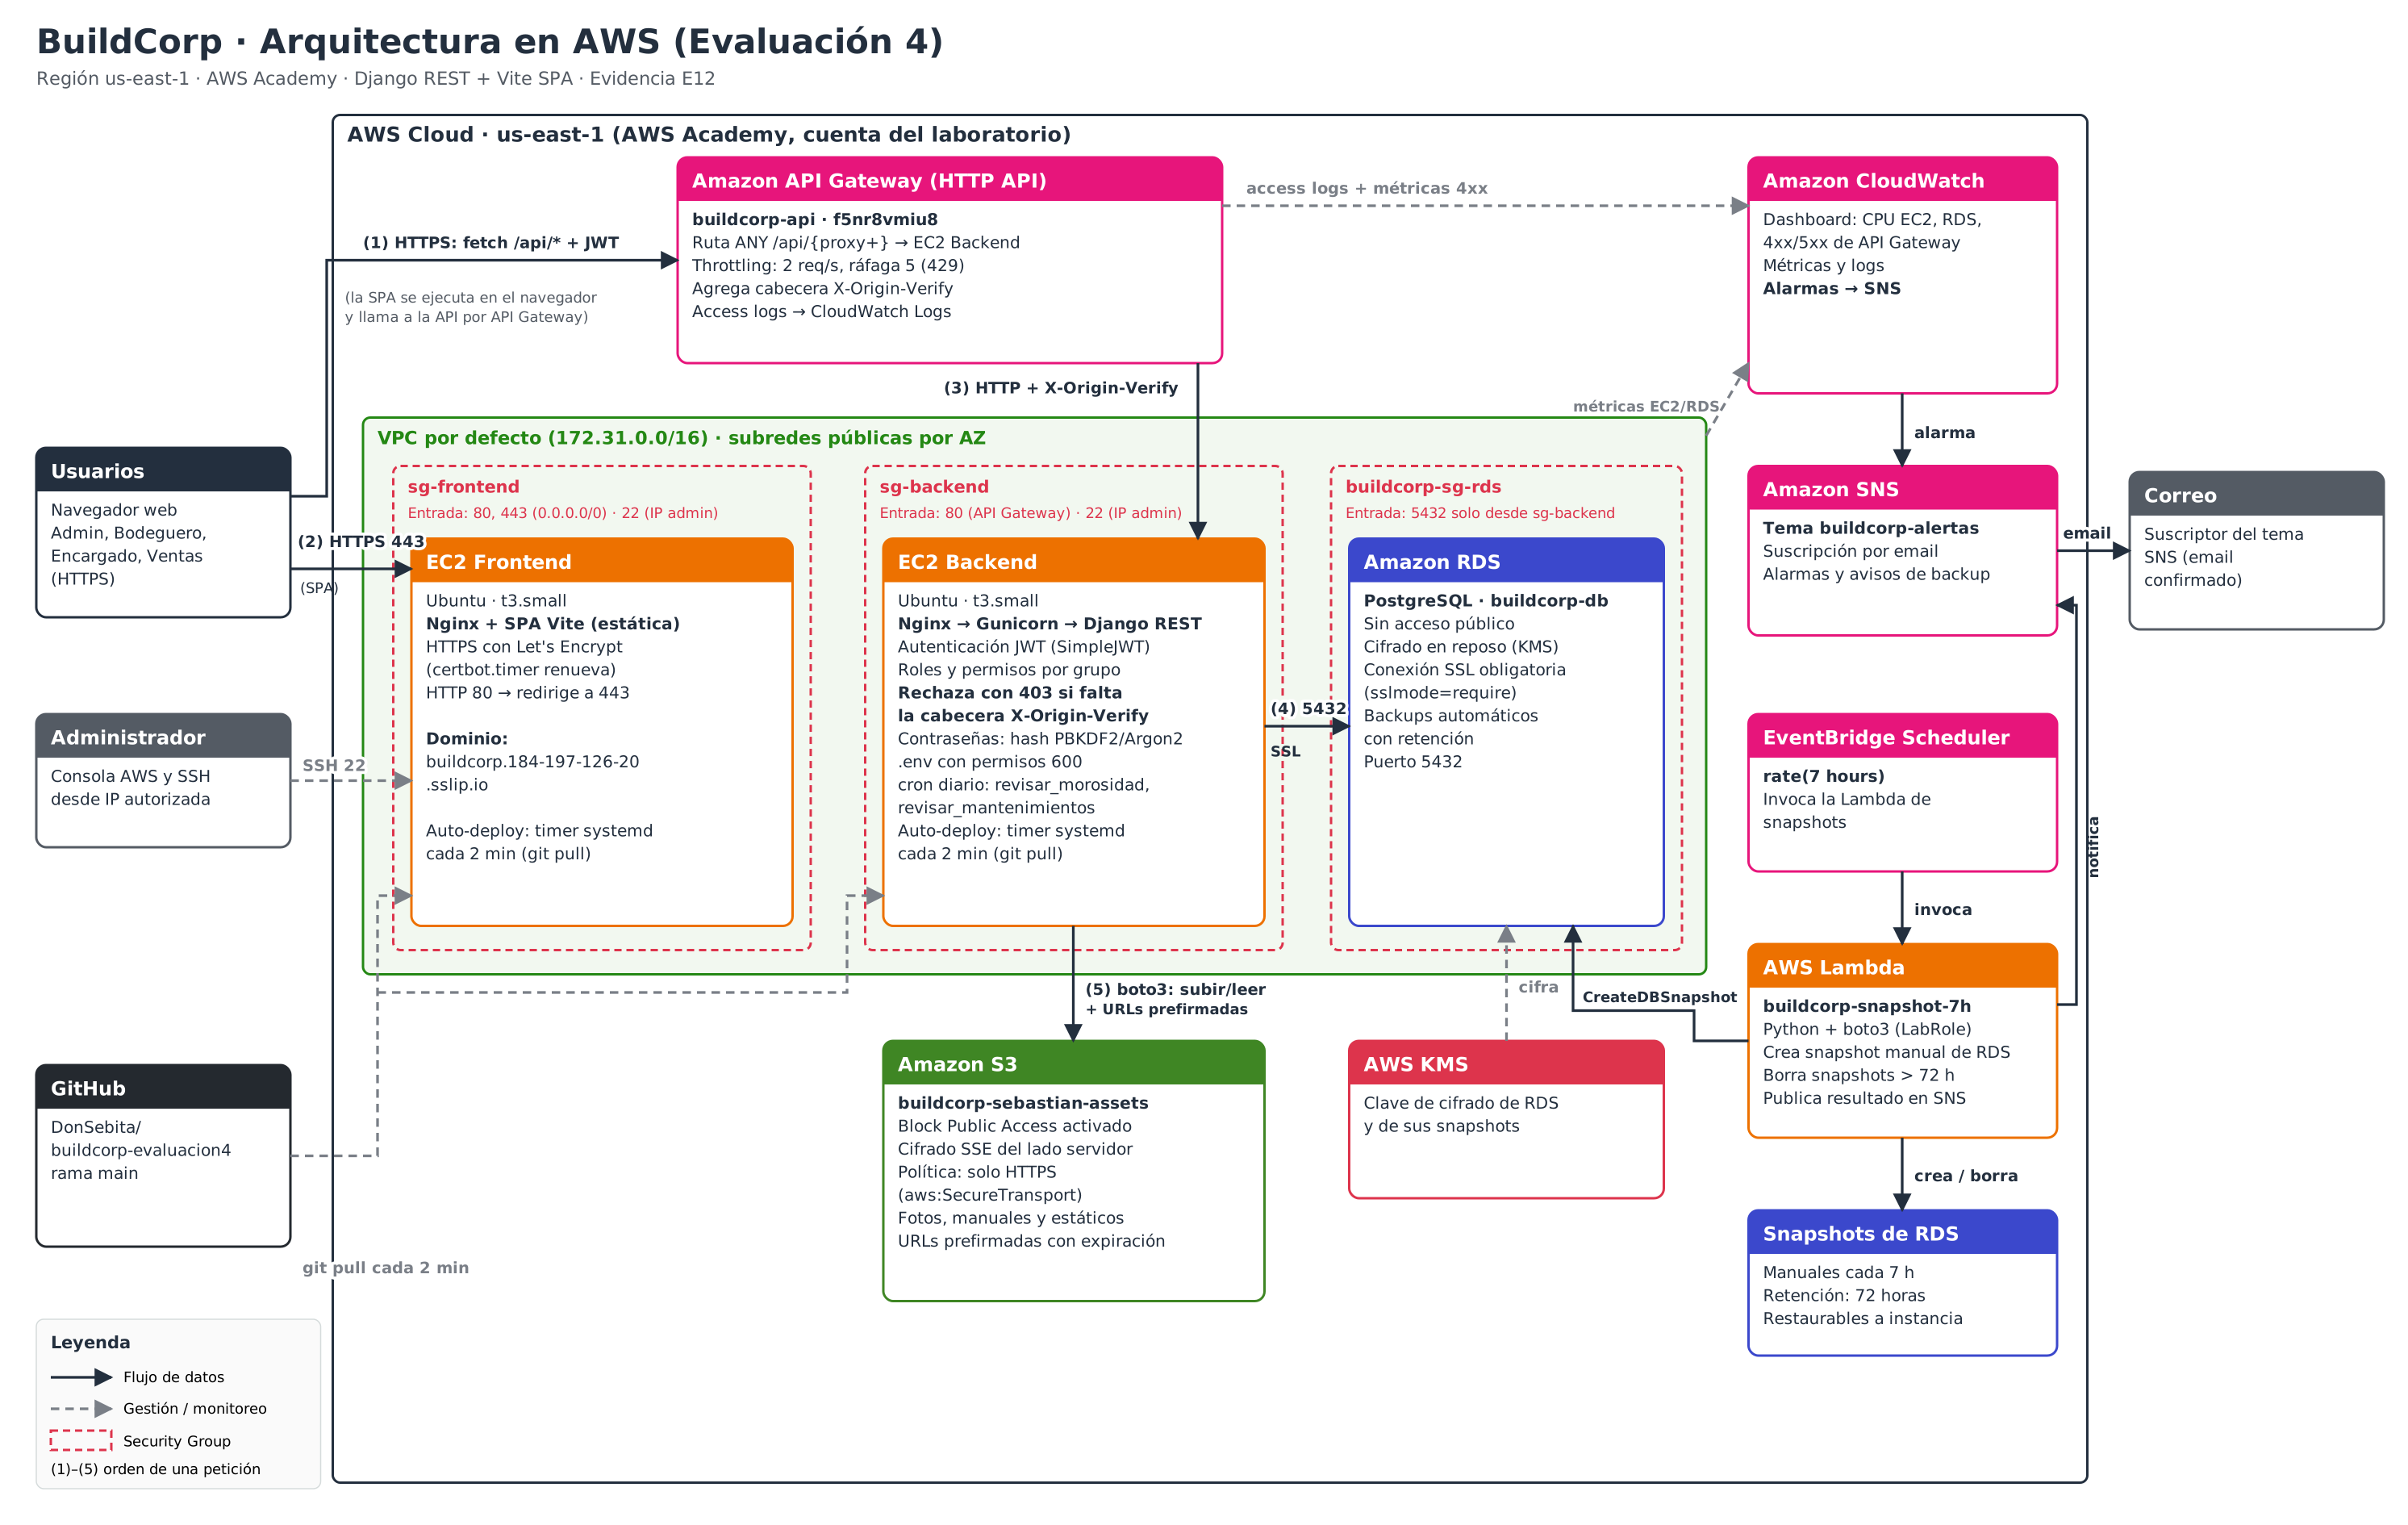 BuildCorp · Arquitectura en AWS (Evaluación 4)
Región us-east-1 · AWS Academy · Django REST + Vite SPA · Evidencia E12
AWS Cloud · us-east-1 (AWS Academy, cuenta del laboratorio)
Amazon API Gateway (HTTP API)
buildcorp-api · f5nr8vmiu8
Ruta ANY /api/{proxy+} → EC2 Backend
Throttling: 2 req/s, ráfaga 5 (429)
Agrega cabecera X-Origin-Verify
Access logs → CloudWatch Logs
access logs + métricas 4xx
Amazon CloudWatch
Dashboard: CPU EC2, RDS,
4xx/5xx de API Gateway
Métricas y logs
Alarmas → SNS
(1) HTTPS: fetch /api/* + JWT
(la SPA se ejecuta en el navegador
y llama a la API por API Gateway)
(3) HTTP + X-Origin-Verify
métricas EC2/RDS
alarma
VPC por defecto (172.31.0.0/16) · subredes públicas por AZ
Usuarios
Navegador web
Admin, Bodeguero,
Encargado, Ventas
(HTTPS)
(2) HTTPS 443
(SPA)
sg-frontend
Entrada: 80, 443 (0.0.0.0/0) · 22 (IP admin)
EC2 Frontend
Ubuntu · t3.small
Nginx + SPA Vite (estática)
HTTPS con Let's Encrypt
(certbot.timer renueva)
HTTP 80 → redirige a 443
Dominio:
buildcorp.184-197-126-20
.sslip.io
Auto-deploy: timer systemd
cada 2 min (git pull)
sg-backend
Entrada: 80 (API Gateway) · 22 (IP admin)
EC2 Backend
Ubuntu · t3.small
Nginx → Gunicorn → Django REST
Autenticación JWT (SimpleJWT)
Roles y permisos por grupo
Rechaza con 403 si falta
la cabecera X-Origin-Verify
Contraseñas: hash PBKDF2/Argon2
.env con permisos 600
cron diario: revisar_morosidad,
revisar_mantenimientos
Auto-deploy: timer systemd
cada 2 min (git pull)
(4) 5432
SSL
buildcorp-sg-rds
Entrada: 5432 solo desde sg-backend
Amazon RDS
PostgreSQL · buildcorp-db
Sin acceso público
Cifrado en reposo (KMS)
Conexión SSL obligatoria
(sslmode=require)
Backups automáticos
con retención
Puerto 5432
Amazon SNS
Tema buildcorp-alertas
Suscripción por email
Alarmas y avisos de backup
email
Correo
Suscriptor del tema
SNS (email
confirmado)
Administrador
Consola AWS y SSH
desde IP autorizada
SSH 22
EventBridge Scheduler
rate(7 hours)
Invoca la Lambda de
snapshots
notifica
invoca
AWS Lambda
buildcorp-snapshot-7h
Python + boto3 (LabRole)
Crea snapshot manual de RDS
Borra snapshots > 72 h
Publica resultado en SNS
CreateDBSnapshot
cifra
(5) boto3: subir/leer
+ URLs prefirmadas
GitHub
DonSebita/
buildcorp-evaluacion4
rama main
git pull cada 2 min
Amazon S3
buildcorp-sebastian-assets
Block Public Access activado
Cifrado SSE del lado servidor
Política: solo HTTPS
(aws:SecureTransport)
Fotos, manuales y estáticos
URLs prefirmadas con expiración
AWS KMS
Clave de cifrado de RDS
y de sus snapshots
crea / borra
Snapshots de RDS
Manuales cada 7 h
Retención: 72 horas
Restaurables a instancia
Leyenda
Flujo de datos
Gestión / monitoreo
Security Group
(1)–(5) orden de una petición